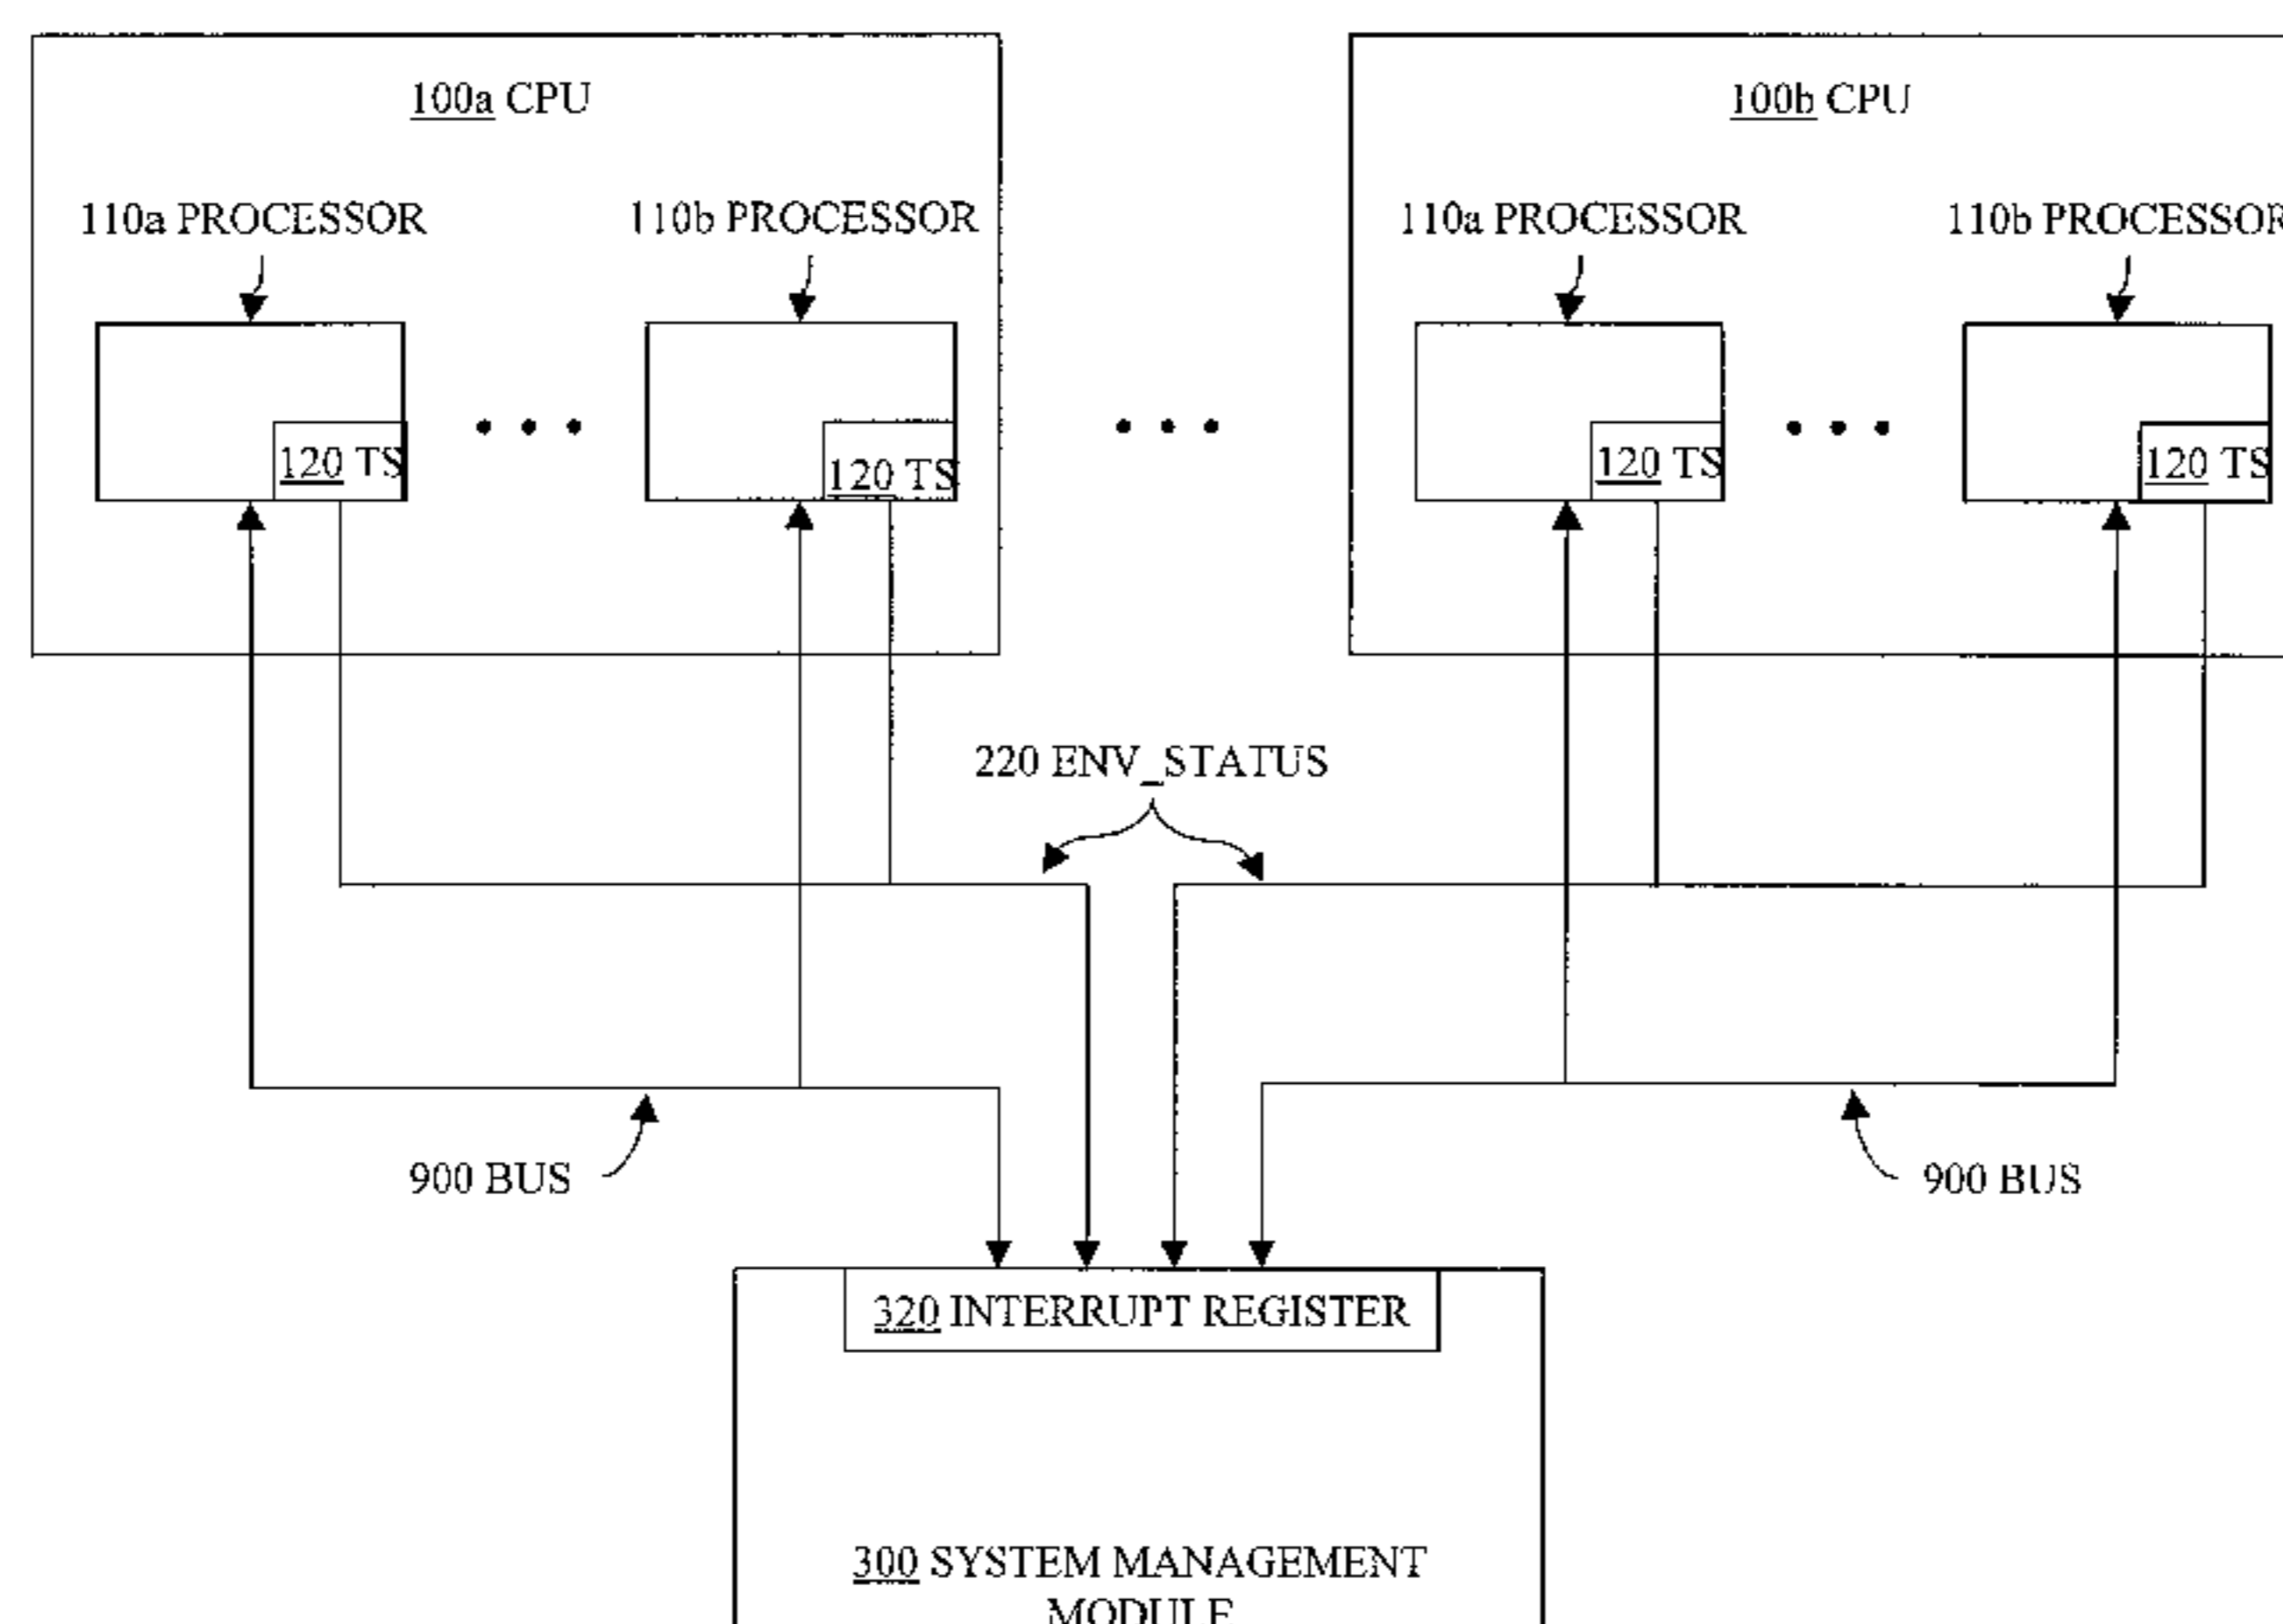 100a CPU
100b CPU
110a PROCESSOR
110b PROCESSOR
110a PROCESSOR
110b PROCESSOR
120 TS
120 TS
120 TS
120 TS
220 ENV_STATUS
900 BUS
900 BUS
320 INTERRUPT REGISTER
300 SYSTEM MANAGEMENT
MODULE